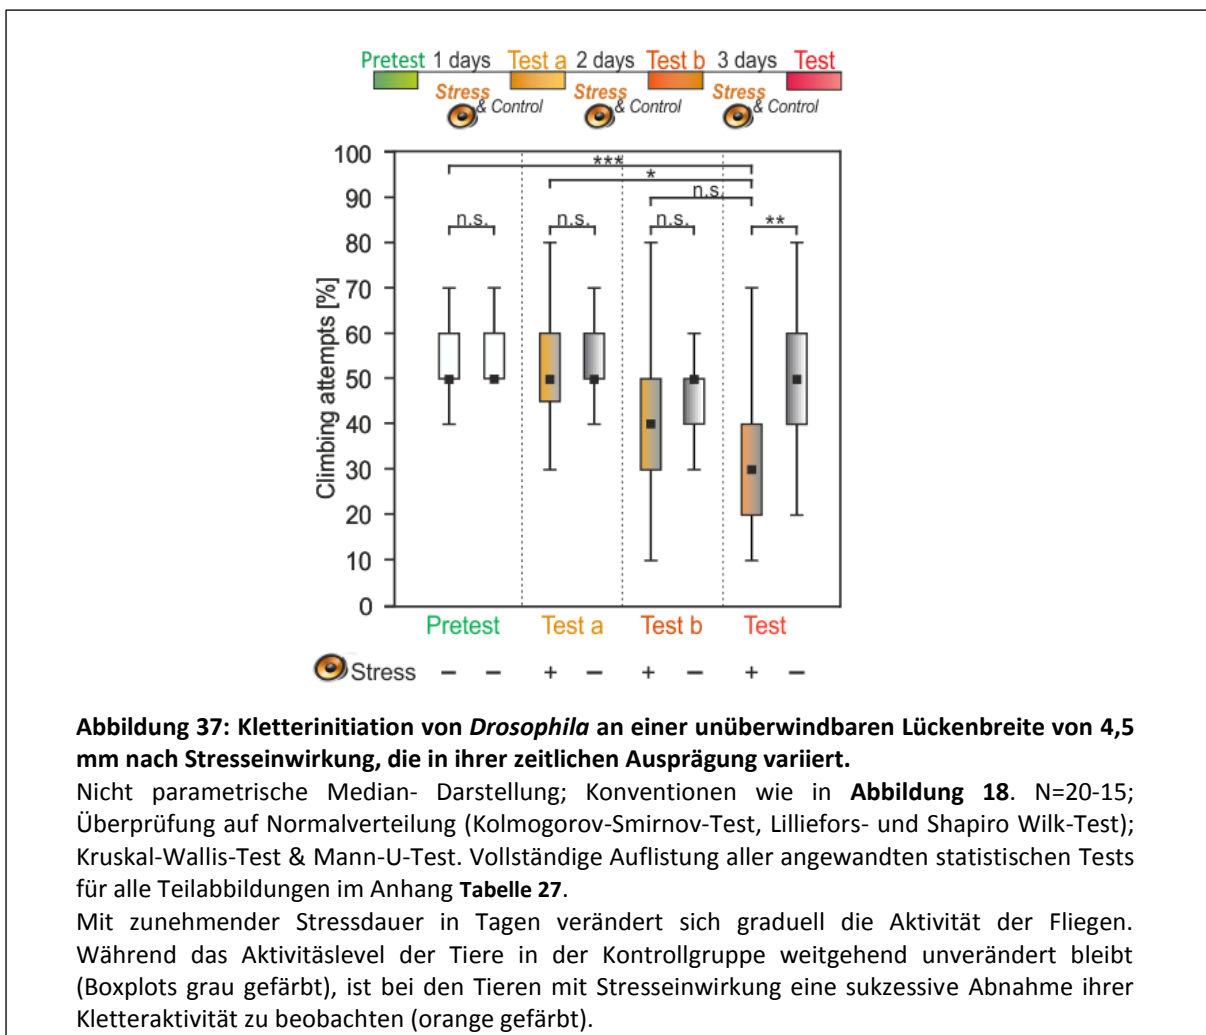 Pretest 1 days Test a 2 days Test b 3 days Test
Stress & Control Stress & Control Stress & Control
100
***
*
90
n.s.
n.s. n.s. n.s. **
80
70
60
50
40
30
20
10
0
Climbing attempts [%]
Pretest Test a Test b Test
Stress – – + – + – + –
Abbildung 37: Kletterinitiation von Drosophila an einer unüberwindbaren Lückenbreite von 4,5
mm nach Stresseinwirkung, die in ihrer zeitlichen Ausprägung variiert.
Nicht parametrische Median- Darstellung; Konventionen wie in Abbildung 18. N=20-15;
Überprüfung auf Normalverteilung (Kolmogorov-Smirnov-Test, Lilliefors- und Shapiro Wilk-Test);
Kruskal-Wallis-Test & Mann-U-Test. Vollständige Auflistung aller angewandten statistischen Tests
für alle Teilabbildungen im Anhang Tabelle 27.
Mit zunehmender Stressdauer in Tagen verändert sich graduell die Aktivität der Fliegen.
Während das Aktivitäslevel der Tiere in der Kontrollgruppe weitgehend unverändert bleibt
(Boxplots grau gefärbt), ist bei den Tieren mit Stresseinwirkung eine sukzessive Abnahme ihrer
Kletteraktivität zu beobachten (orange gefärbt).